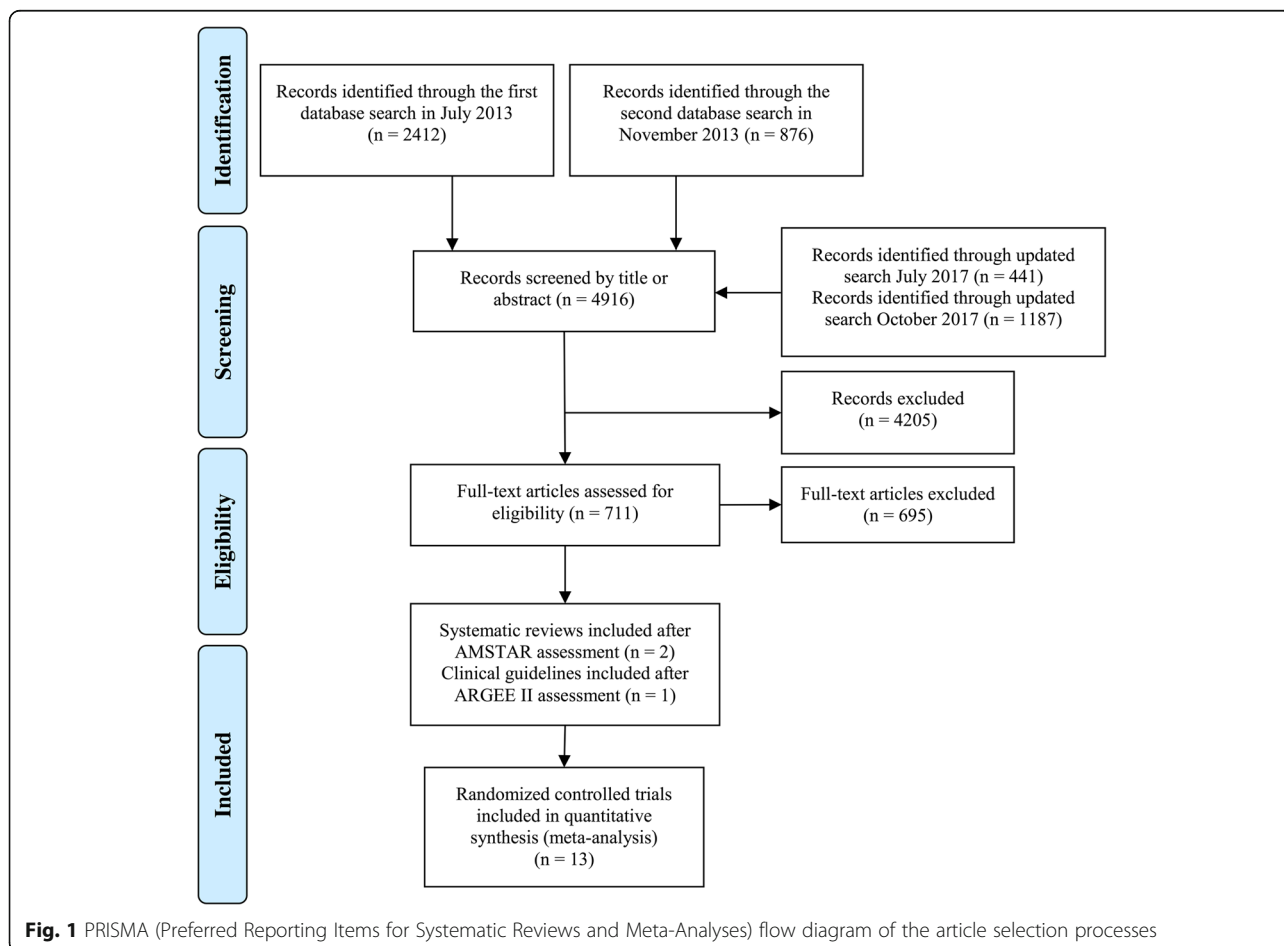 Identification
Records identified through the first
database search in July 2013
(n = 2412)
Records identified through the
second database search in
November 2013 (n = 876)
Screening
Records screened by title or
abstract (n = 4916)
Records identified through updated
search July 2017 (n = 441)
Records identified through updated
search October 2017 (n = 1187)
Records excluded
(n = 4205)
Eligibility
Full-text articles assessed for
eligibility (n = 711)
Full-text articles excluded
(n = 695)
Systematic reviews included after
AMSTAR assessment (n = 2)
Clinical guidelines included after
ARGEE II assessment (n = 1)
Included
Randomized controlled trials
included in quantitative
synthesis (meta-analysis)
(n = 13)
Fig. 1 PRISMA (Preferred Reporting Items for Systematic Reviews and Meta-Analyses) flow diagram of the article selection processes